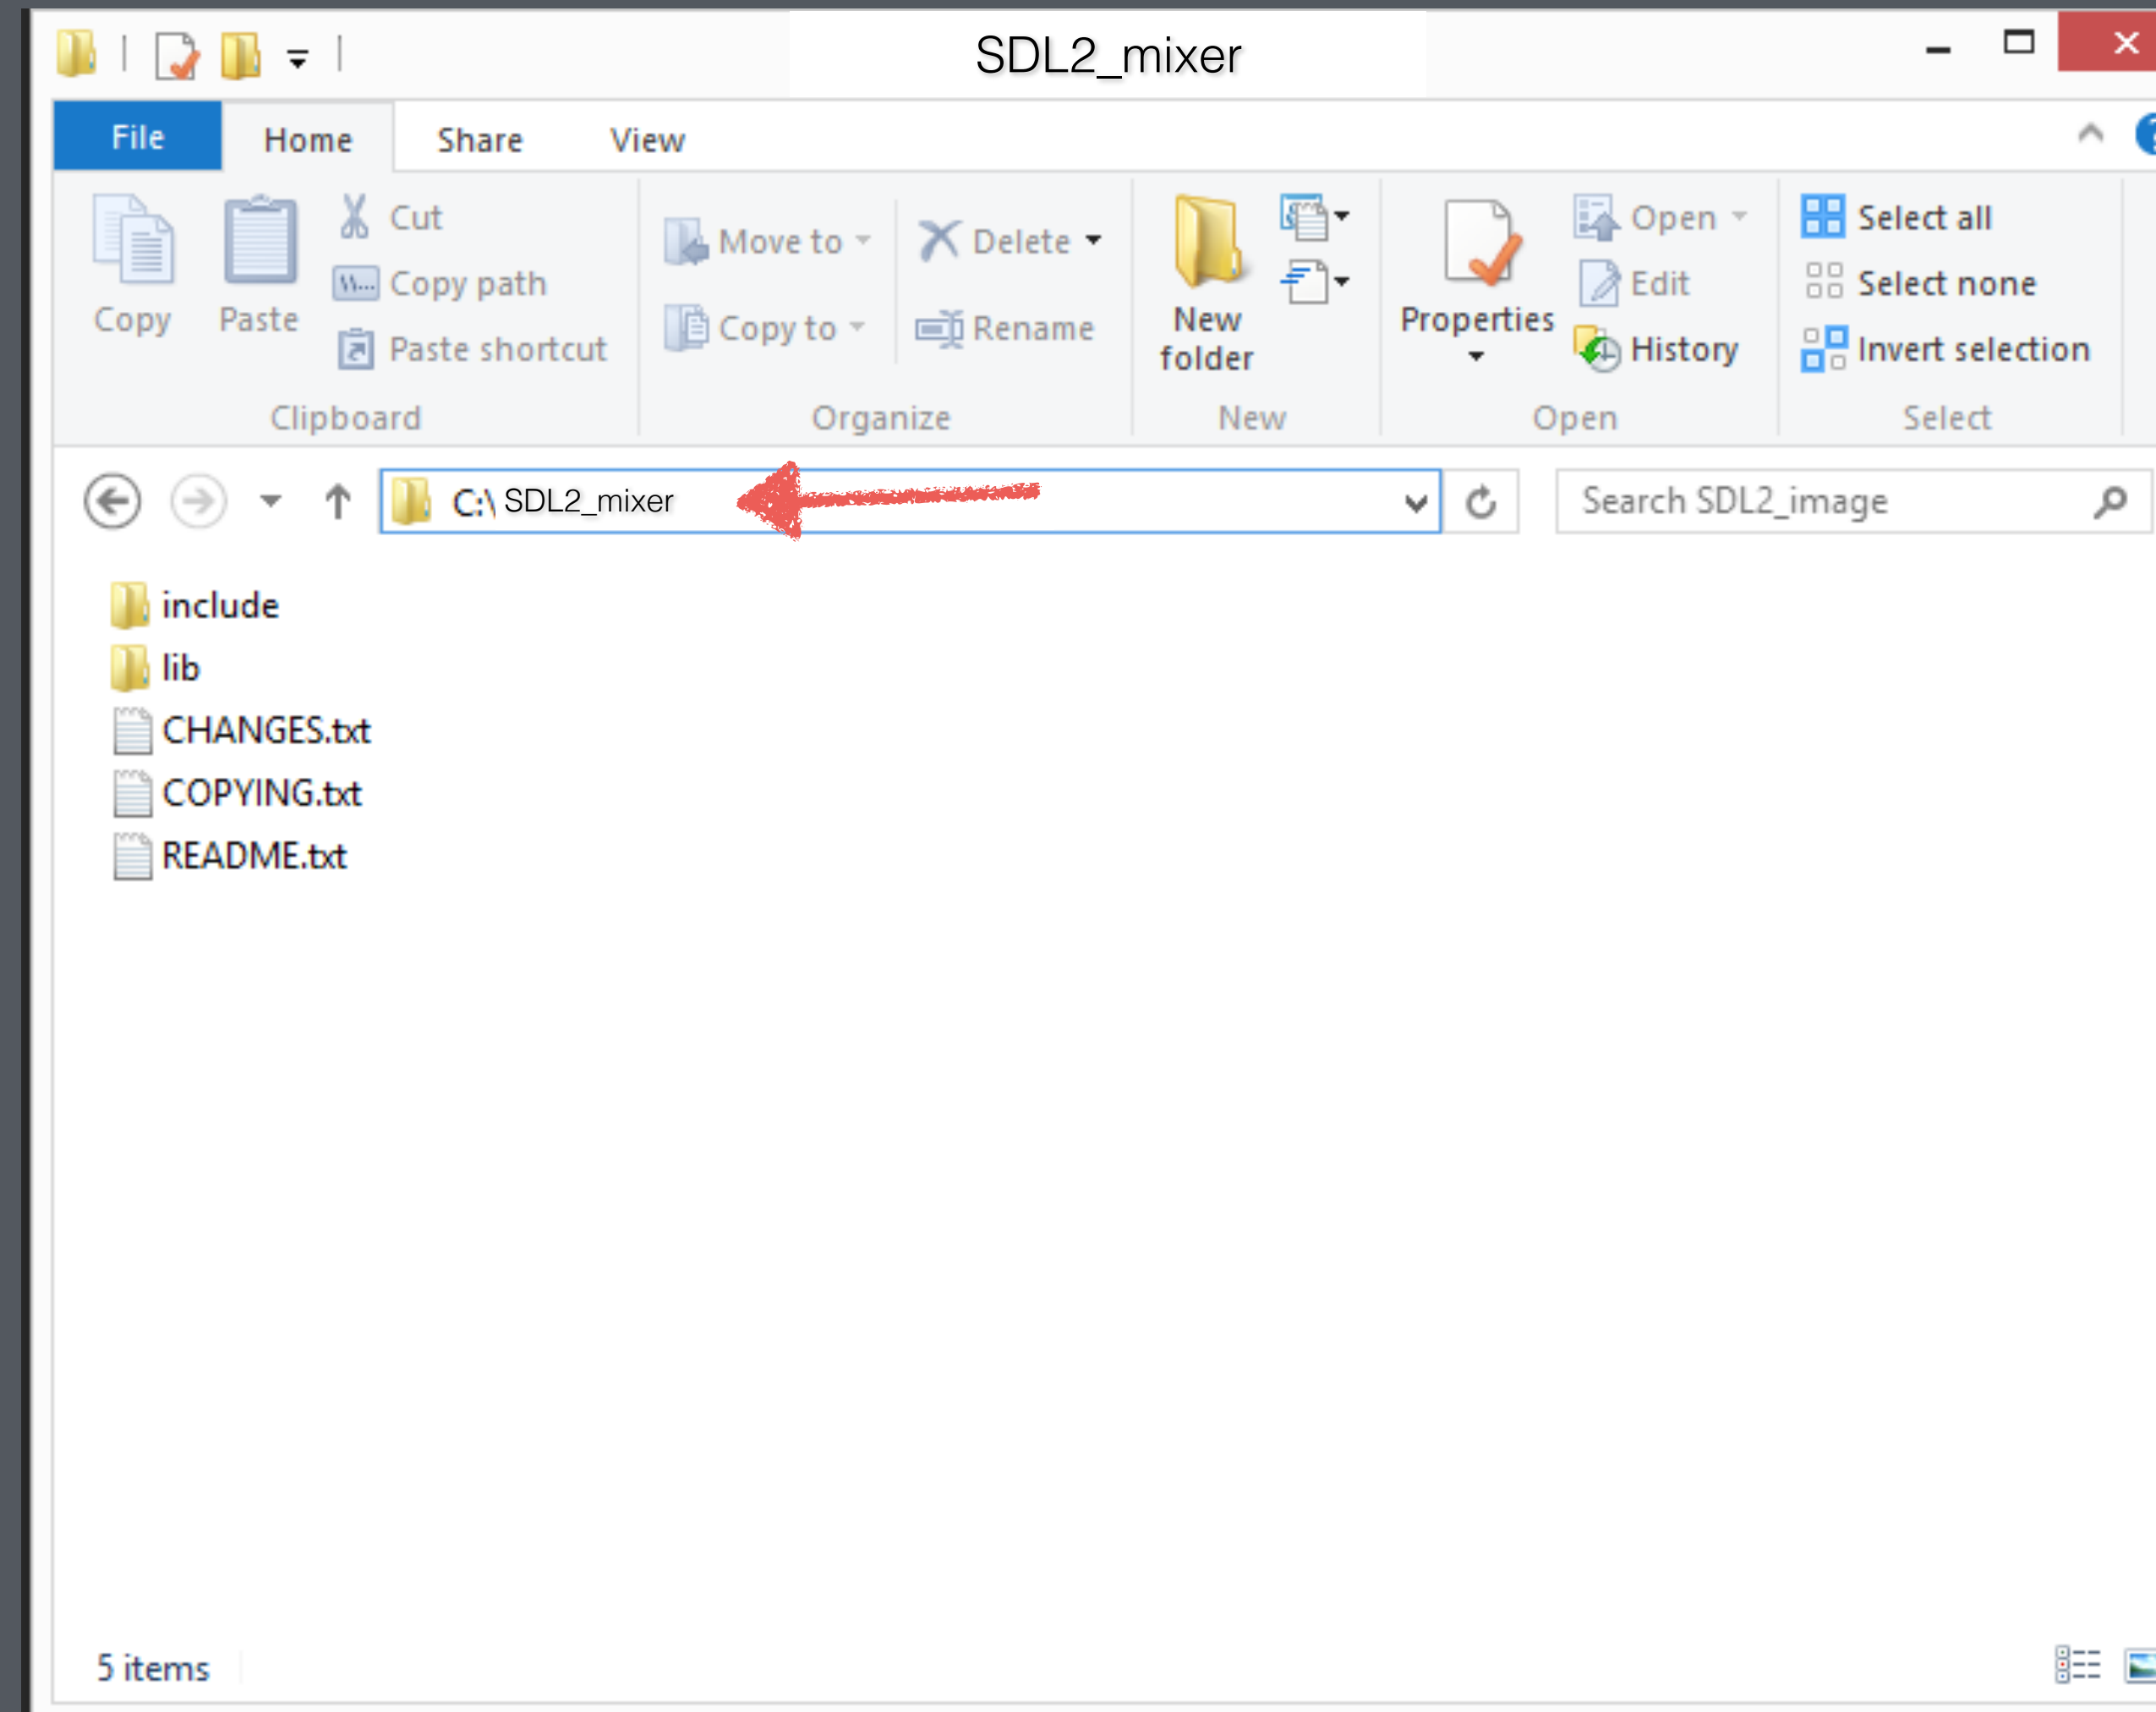 SDL2_mixer
File Home Share View
Copy
Paste
Cut
Copy path
Paste shortcut
Clipboard
Move to
Copy to
Delete
Rename
Organize
New
folder
New
Properties
Open
Edit
History
Open
Select all
Select none
Invert selection
Select
C:\ SDL2_mixer
Search SDL2_image
include
lib
CHANGES.txt
COPYING.txt
README.txt
5 items